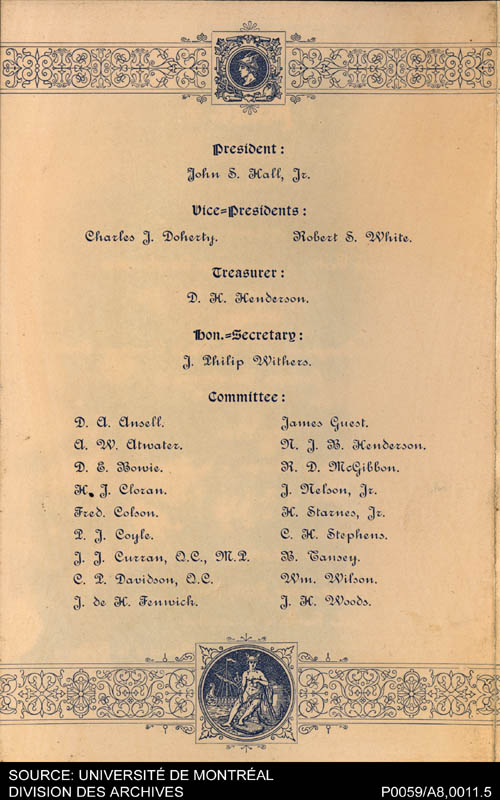 President:
John S. Hall, Jr.
Vice=Presidents:
Charles J. Doherty. Robert S. White.
Treasurer:
D. H. Henderson.
Hon.=Secretary:
J. Philip Withers.
Committee:
D. A. Ansell. James Guest.
A. W. Atwater. N. J. B. Henderson.
D. E. Bowie. R. D. McGibbon.
H. J. Cloran. J. Nelson, Jr.
Fred. Colson. H. Starnes, Jr.
P. J. Coyle. C. H. Stephens.
J. J. Curran, Q.C., M.P. B. Tansey.
C. P. Davidson, Q.C. Wm. Wilson.
J. de H. Fenwick. J. H. Woods.
SOURCE: UNIVERSITÉ DE MONTRÉAL
DIVISION DES ARCHIVES P0059/A8,0011.5